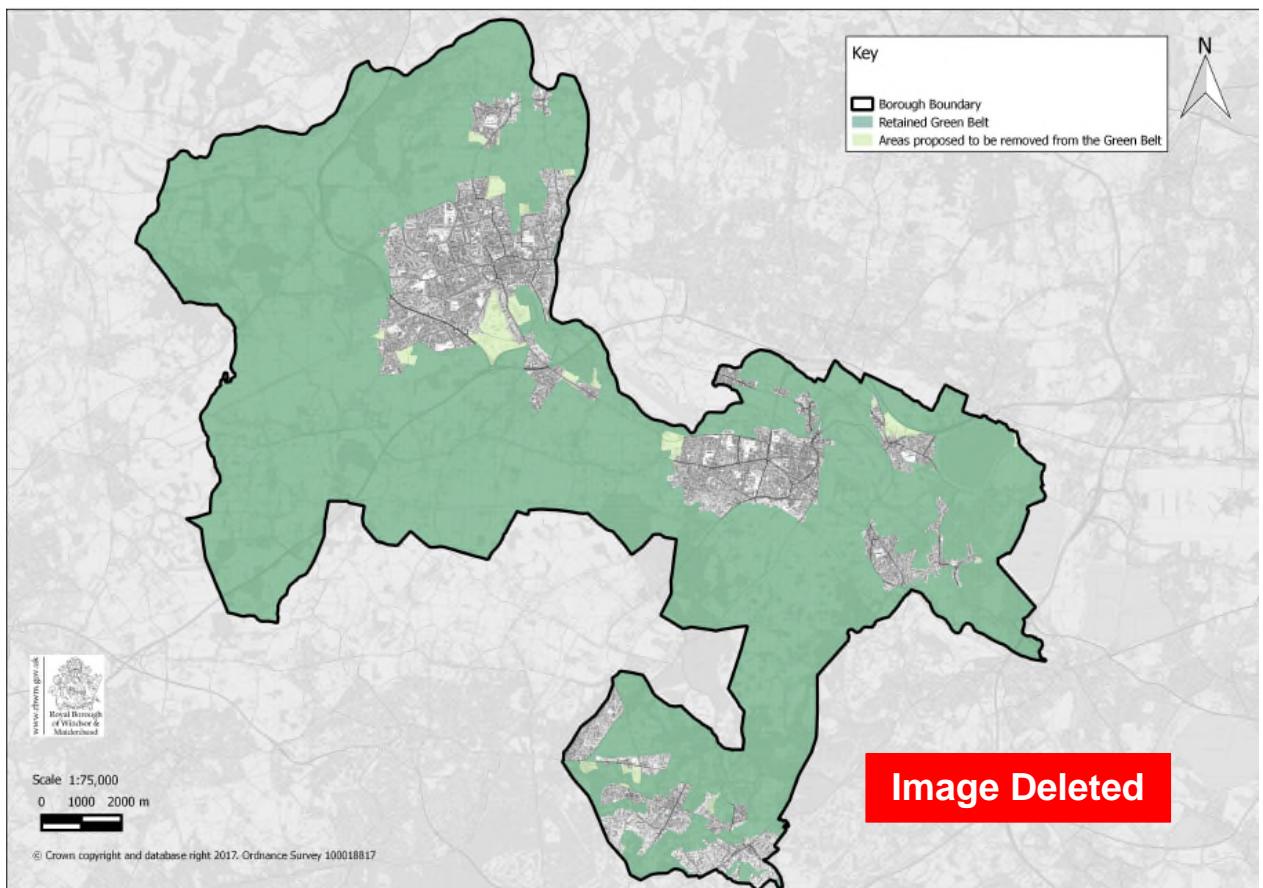 Key
N
Borough Boundary
Retained Green Belt
Areas proposed to be removed from the Green Belt
www.rbwm.gov.uk
Royal Borough
of Windsor &
Maidenhead
Scale 1:75,000
0 1000 2000 m
© Crown copyright and database right 2017. Ordnance Survey 100018817
Image Deleted